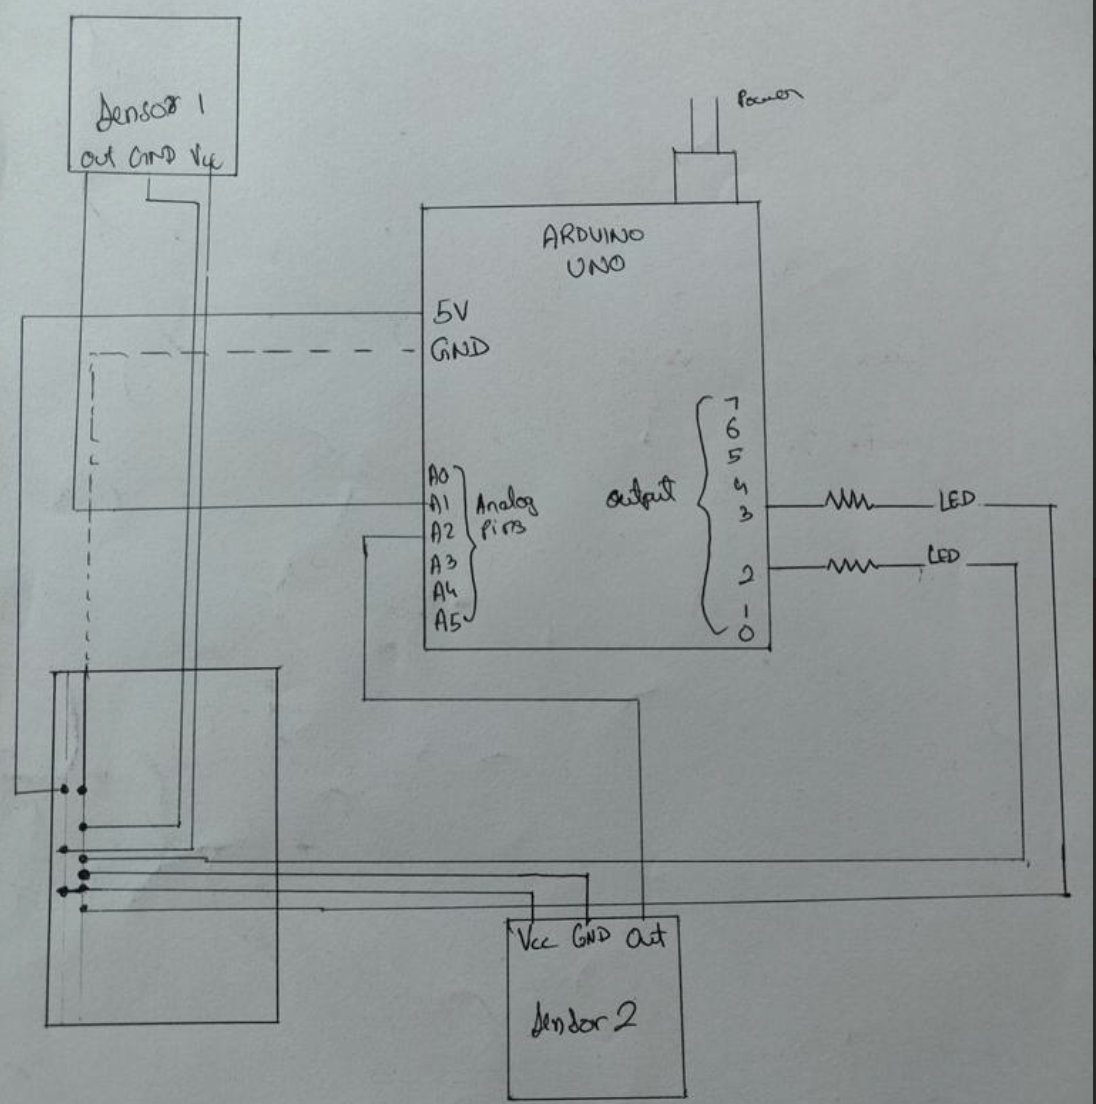 Sensor 1
Out GND Vcc
Power
ARDUINO
UNO
5V
GND
A0
A1
A2
A3
A4
A5
Analog
Pins
output
7
6
5
4
3
2
1
0
LED
LED
Vcc GND Out
Sensor 2